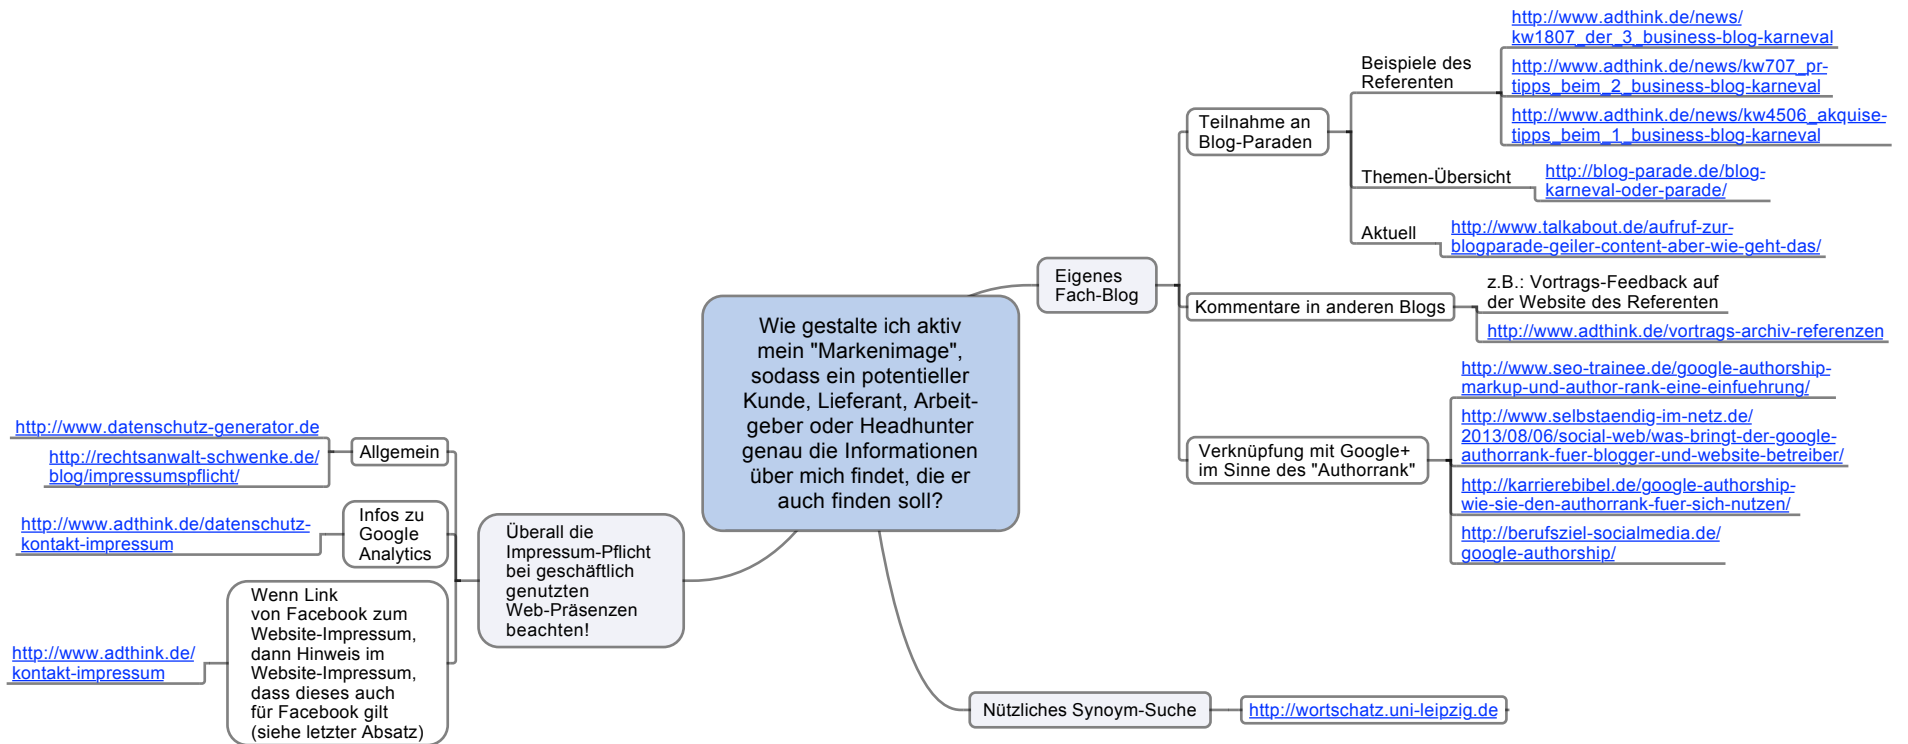 Wie gestalte ich aktiv
mein "Markenimage",
sodass ein potentieller
Kunde, Lieferant, Arbeit-
geber oder Headhunter
genau die Informationen
über mich findet, die er
auch finden soll?
Eigenes
Fach-Blog
Teilnahme an
Blog-Paraden
Beispiele des
Referenten
http://www.adthink.de/news/
kw1807_der_3_business-blog-karneval
http://www.adthink.de/news/kw707_pr-
tipps_beim_2_business-blog-karneval
http://www.adthink.de/news/kw4506_akquise-
tipps_beim_1_business-blog-karneval
Themen-Übersicht
http://blog-parade.de/blog-
karneval-oder-parade/
Aktuell
http://www.talkabout.de/aufruf-zur-
blogparade-geiler-content-aber-wie-geht-das/
Kommentare in anderen Blogs
z.B.: Vortrags-Feedback auf
der Website des Referenten
http://www.adthink.de/vortrags-archiv-referenzen
Verknüpfung mit Google+
im Sinne des "Authorrank"
http://www.seo-trainee.de/google-authorship-
markup-und-author-rank-eine-einfuehrung/
http://www.selbstaendig-im-netz.de/
2013/08/06/social-web/was-bringt-der-google-
authorrank-fuer-blogger-und-website-betreiber/
http://karrierebibel.de/google-authorship-
wie-sie-den-authorrank-fuer-sich-nutzen/
http://berufsziel-socialmedia.de/
google-authorship/
Nützliches Synoym-Suche
http://wortschatz.uni-leipzig.de
Überall die
Impressum-Pflicht
bei geschäftlich
genutzten
Web-Präsenzen
beachten!
Allgemein
http://www.datenschutz-generator.de
http://rechtsanwalt-schwenke.de/
blog/impressumspflicht/
Infos zu
Google
Analytics
http://www.adthink.de/datenschutz-
kontakt-impressum
Wenn Link
von Facebook zum
Website-Impressum,
dann Hinweis im
Website-Impressum,
dass dieses auch
für Facebook gilt
(siehe letzter Absatz)
http://www.adthink.de/
kontakt-impressum